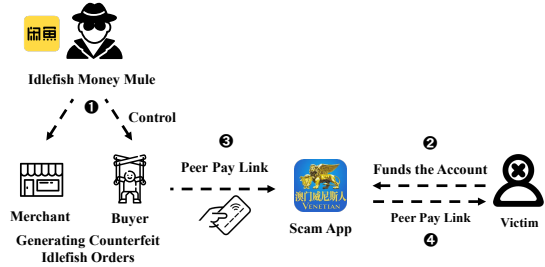 闲鱼
Idlefish Money Mule
❶
Control
❸
❷
Peer Pay Link
Funds the Account
澳门威尼斯人
VENETIAN
Merchant
Buyer
Scam App
Peer Pay Link
Victim
❹
Generating Counterfeit
Idlefish Orders